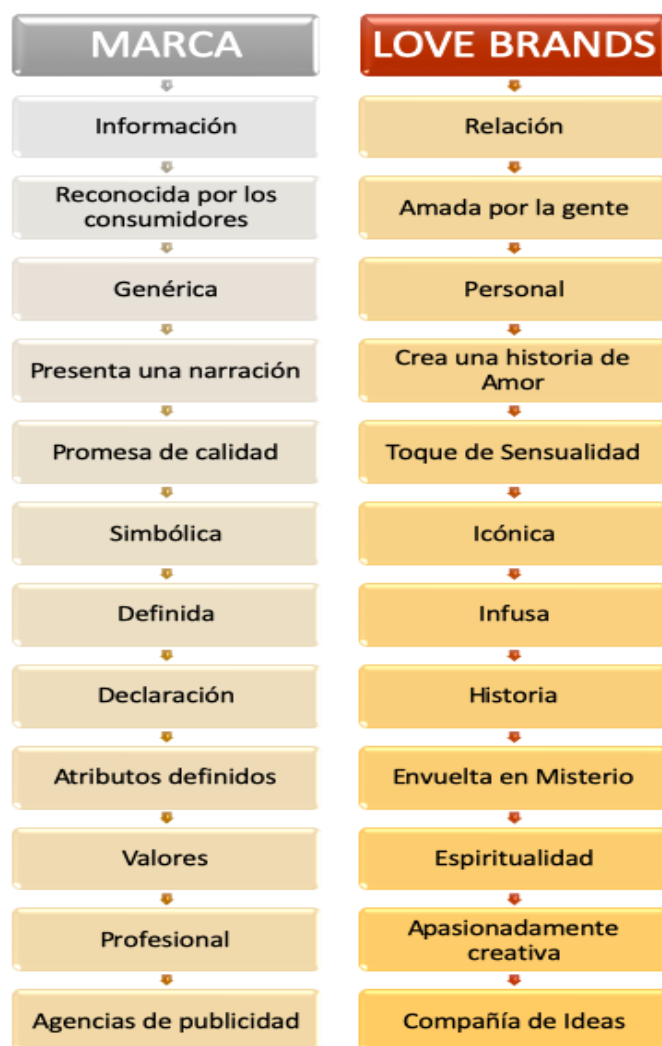 MARCA
Información
Reconocida por los
consumidores
Genérica
Presenta una narración
Promesa de calidad
Simbólica
Definida
Declaración
Atributos definidos
Valores
Profesional
Agencias de publicidad
LOVE BRANDS
Relación
Amada por la gente
Personal
Crea una historia de
Amor
Toque de Sensualidad
Icónica
Infusa
Historia
Envuelta en Misterio
Espiritualidad
Apasionadamente
creativa
Compañía de Ideas